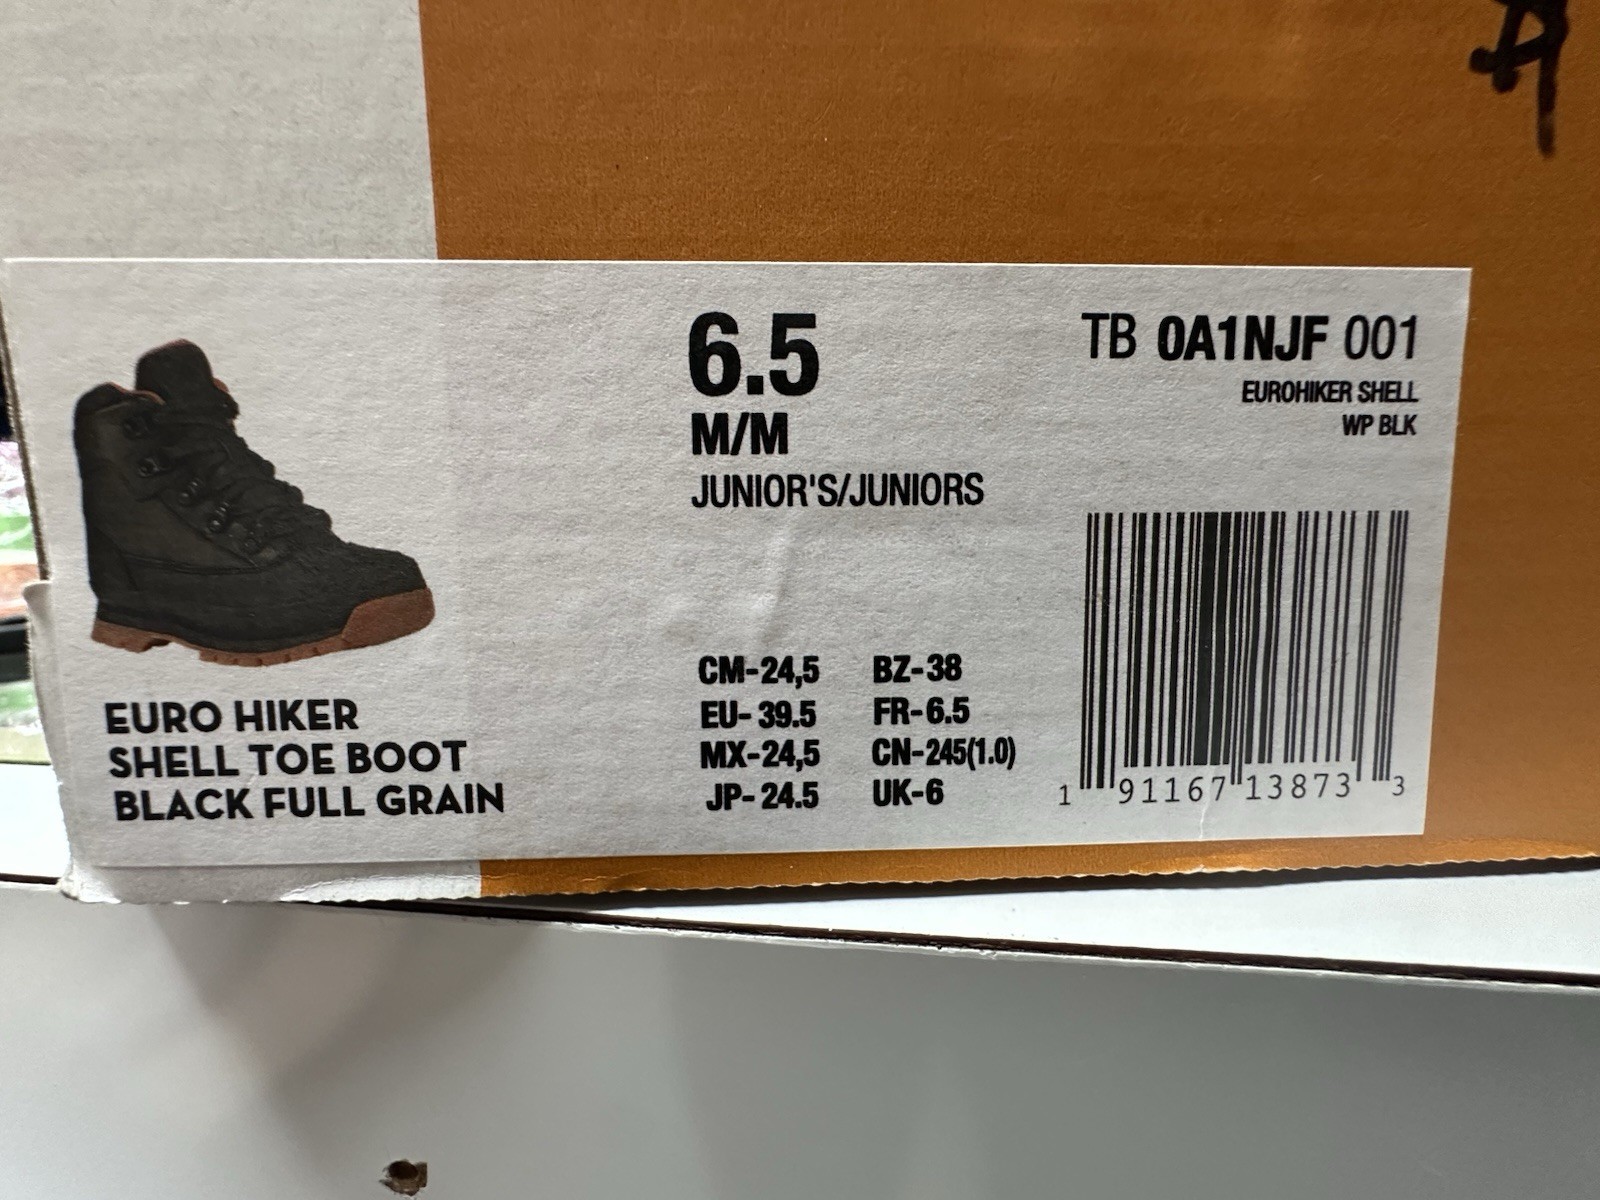 6.5
M/M
JUNIOR'S/JUNIORS
TB 0A1NJF 001
EUROHIKER SHELL
WP BLK
EURO HIKER
SHELL TOE BOOT
BLACK FULL GRAIN
CM-24,5 BZ-38
EU-39.5 FR-6.5
MX-24,5 CN-245(1.0)
JP-24.5 UK-6
1 91167 13873 3